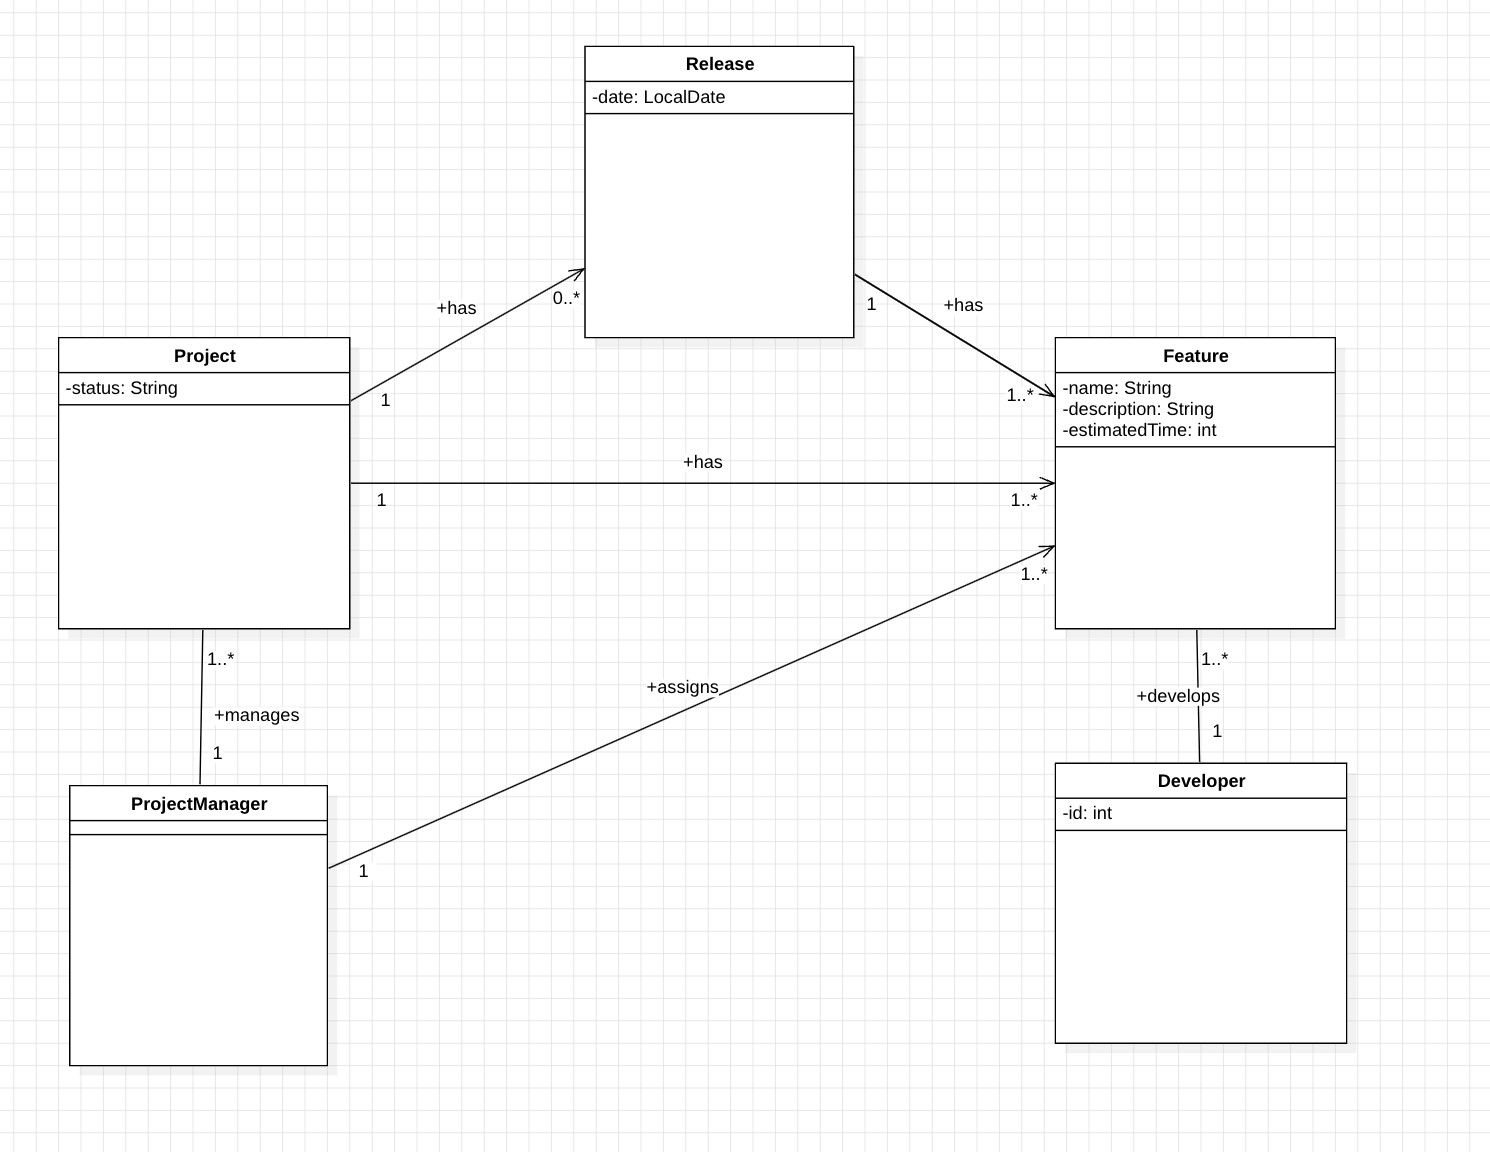 Release
-date: LocalDate
+has
0..*
1
+has
1
1..*
Project
-status: String
Feature
-name: String
-description: String
-estimatedTime: int
+has
1
1..*
1..*
+assigns
1
1..*
+manages
1
1..*
+develops
1
ProjectManager
Developer
-id: int